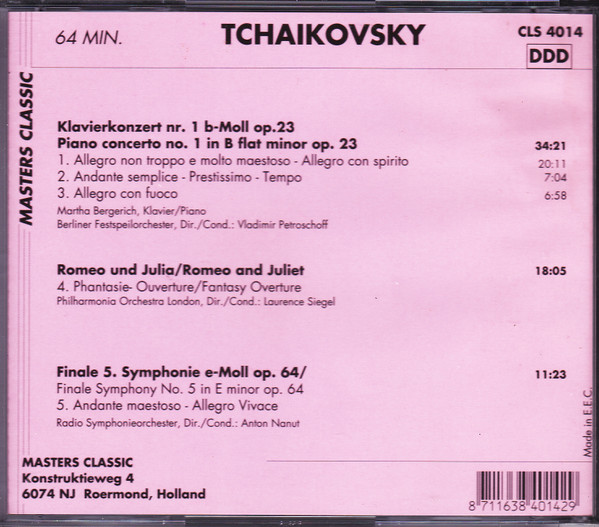 64 MIN.
TCHAIKOVSKY
CLS 4014
DDD
MASTERS CLASSIC
Klavierkonzert nr. 1 b-Moll op.23
Piano concerto no. 1 in B flat minor op. 23 34:21
1. Allegro non troppo e molto maestoso - Allegro con spirito 20:11
2. Andante semplice - Prestissimo - Tempo 7:04
3. Allegro con fuoco 6:58
Martha Bergerich, Klavier/Piano
Berliner Festspeilorchester, Dir./Cond.: Vladimir Petroschoff
Romeo und Julia/Romeo and Juliet 18:05
4. Phantasie- Ouverture/Fantasy Overture
Philharmonia Orchestra London, Dir./Cond.: Laurence Siegel
Finale 5. Symphonie e-Moll op. 64/ 11:23
Finale Symphony No. 5 in E minor op. 64
5. Andante maestoso - Allegro Vivace
Radio Symphonieorchester, Dir./Cond.: Anton Nanut
Made in E.E.C.
MASTERS CLASSIC
Konstruktieweg 4
6074 NJ Roermond, Holland
8 711638 401429